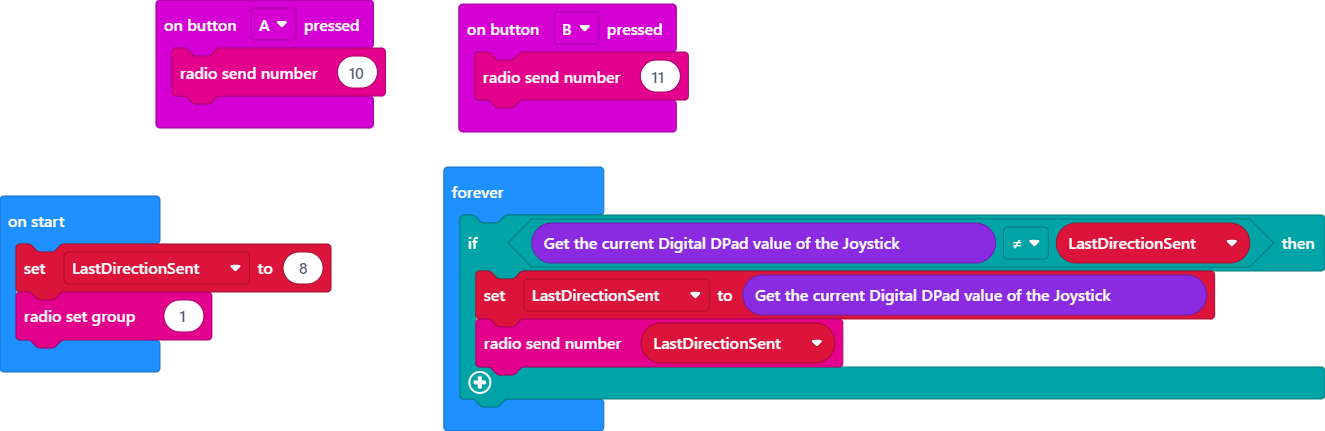 on button A pressed
radio send number 10
on button B pressed
radio send number 11
on start
set LastDirectionSent to 8
radio set group 1
forever
if Get the current Digital DPad value of the Joystick ≠ LastDirectionSent then
set LastDirectionSent to Get the current Digital DPad value of the Joystick
radio send number LastDirectionSent